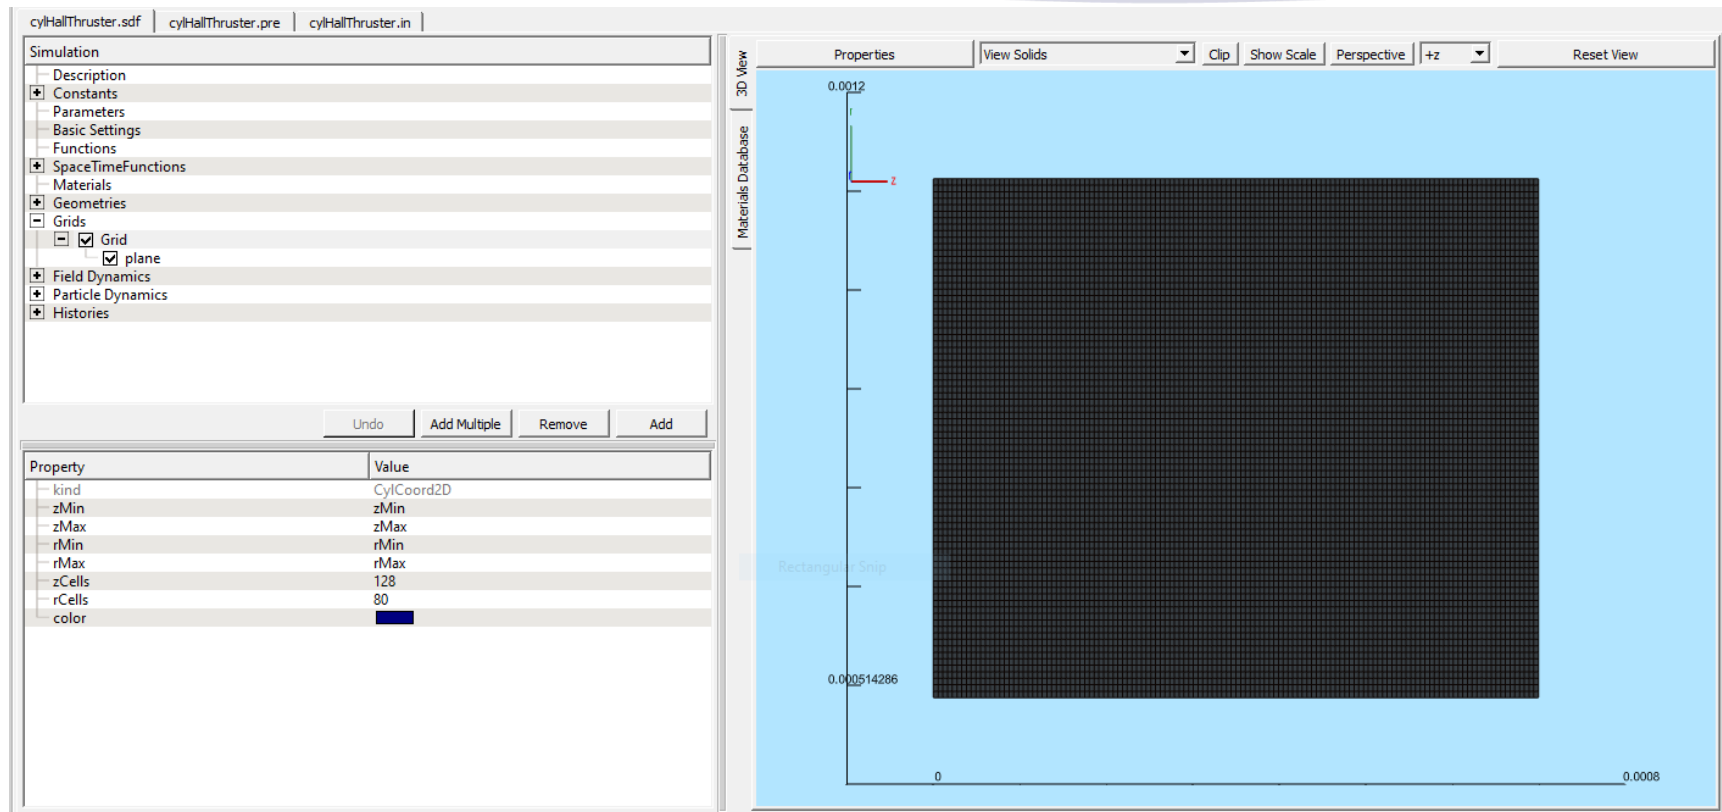 cylHallThruster.sdf cylHallThruster.pre cylHallThruster.in
Simulation
Description
Constants
Parameters
Basic Settings
Functions
SpaceTimeFunctions
Materials
Geometries
Grids
Grid
plane
Field Dynamics
Particle Dynamics
Histories
Undo Add Multiple Remove Add
Property Value
kind CylCoord2D
zMin zMin
zMax zMax
rMin rMin
rMax rMax
zCells 128
rCells 80
color
3D View
Materials Database
Properties View Solids Clip Show Scale Perspective +z Reset View
0.0012
r
z
Rectangular Snip
0.000514286
0 0.0008